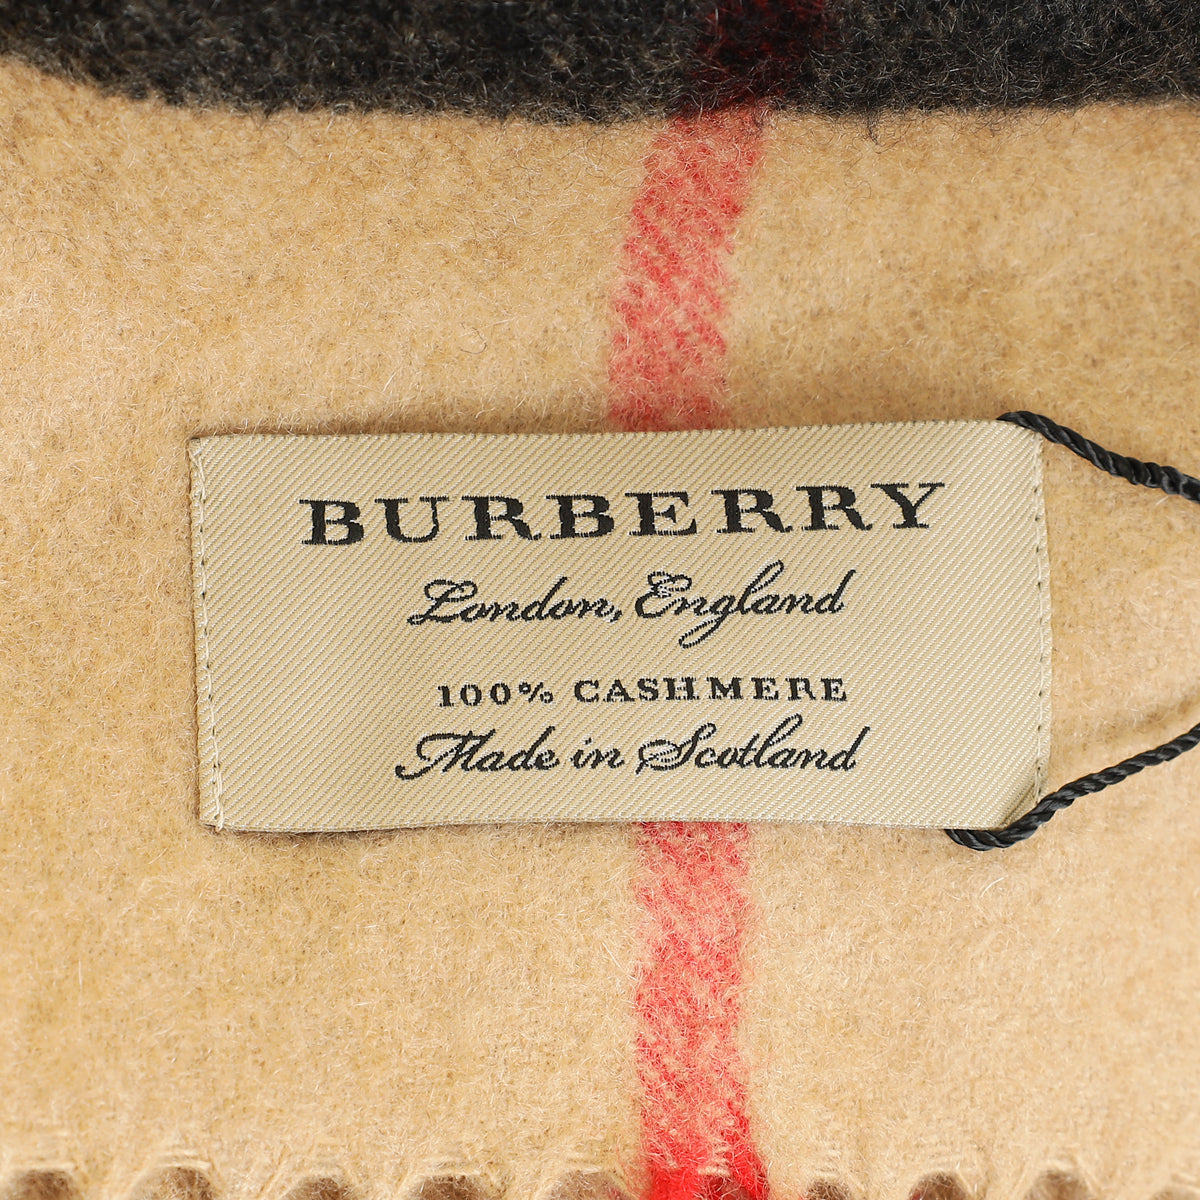 BURBERRY
London, England
100% CASHMERE
Made in Scotland